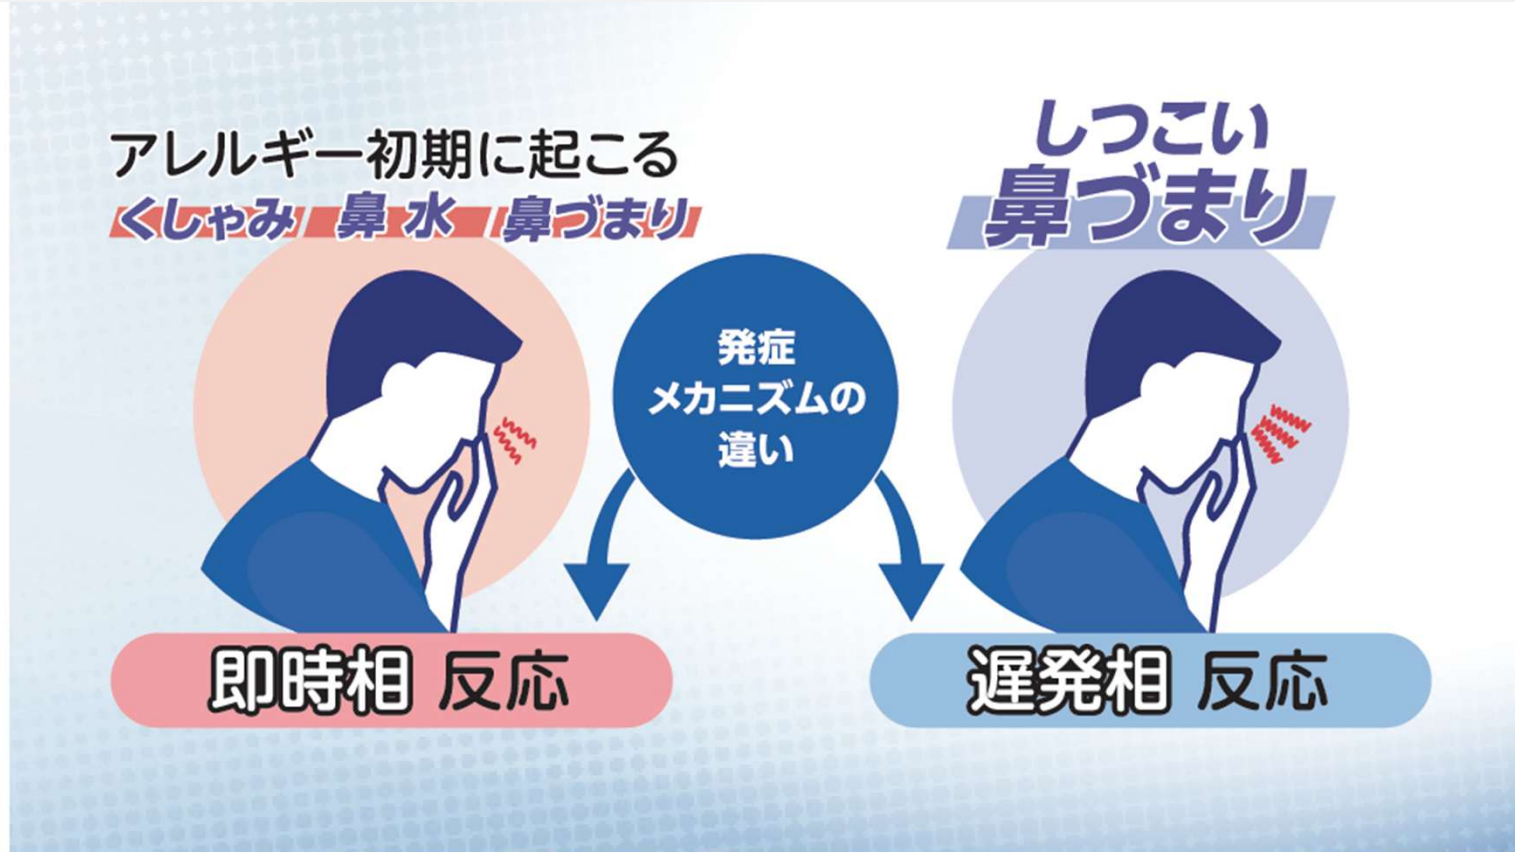 アレルギー初期に起こる
くしゃみ 鼻水 鼻づまり
しつこい
鼻づまり
発症
メカニズムの
違い
即時相 反応
遅発相 反応